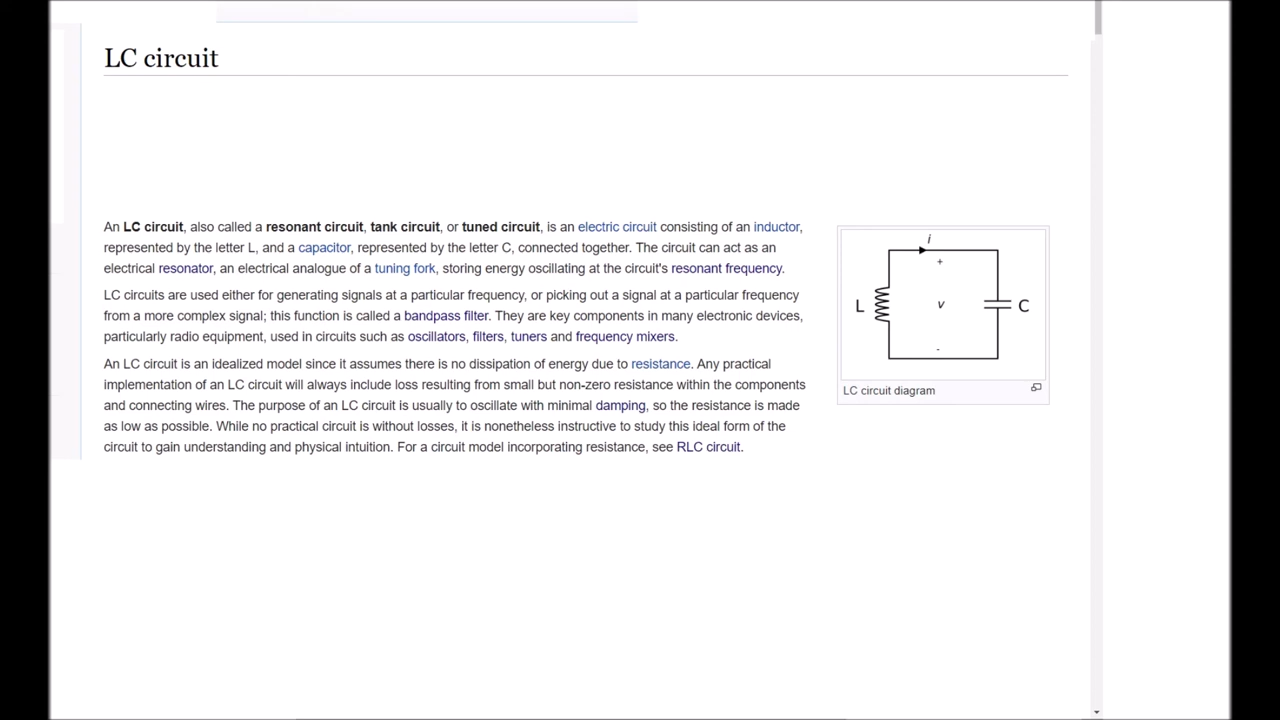 LC circuit
An LC circuit, also called a resonant circuit, tank circuit, or tuned circuit, is an electric circuit consisting of an inductor,
represented by the letter L, and a capacitor, represented by the letter C, connected together. The circuit can act as an
electrical resonator, an electrical analogue of a tuning fork, storing energy oscillating at the circuit's resonant frequency.
LC circuits are used either for generating signals at a particular frequency, or picking out a signal at a particular frequency
from a more complex signal; this function is called a bandpass filter. They are key components in many electronic devices,
particularly radio equipment, used in circuits such as oscillators, filters, tuners and frequency mixers.
An LC circuit is an idealized model since it assumes there is no dissipation of energy due to resistance. Any practical
implementation of an LC circuit will always include loss resulting from small but non-zero resistance within the components
and connecting wires. The purpose of an LC circuit is usually to oscillate with minimal damping, so the resistance is made
as low as possible. While no practical circuit is without losses, it is nonetheless instructive to study this ideal form of the
circuit to gain understanding and physical intuition. For a circuit model incorporating resistance, see RLC circuit.
i
+
L v C
-
LC circuit diagram